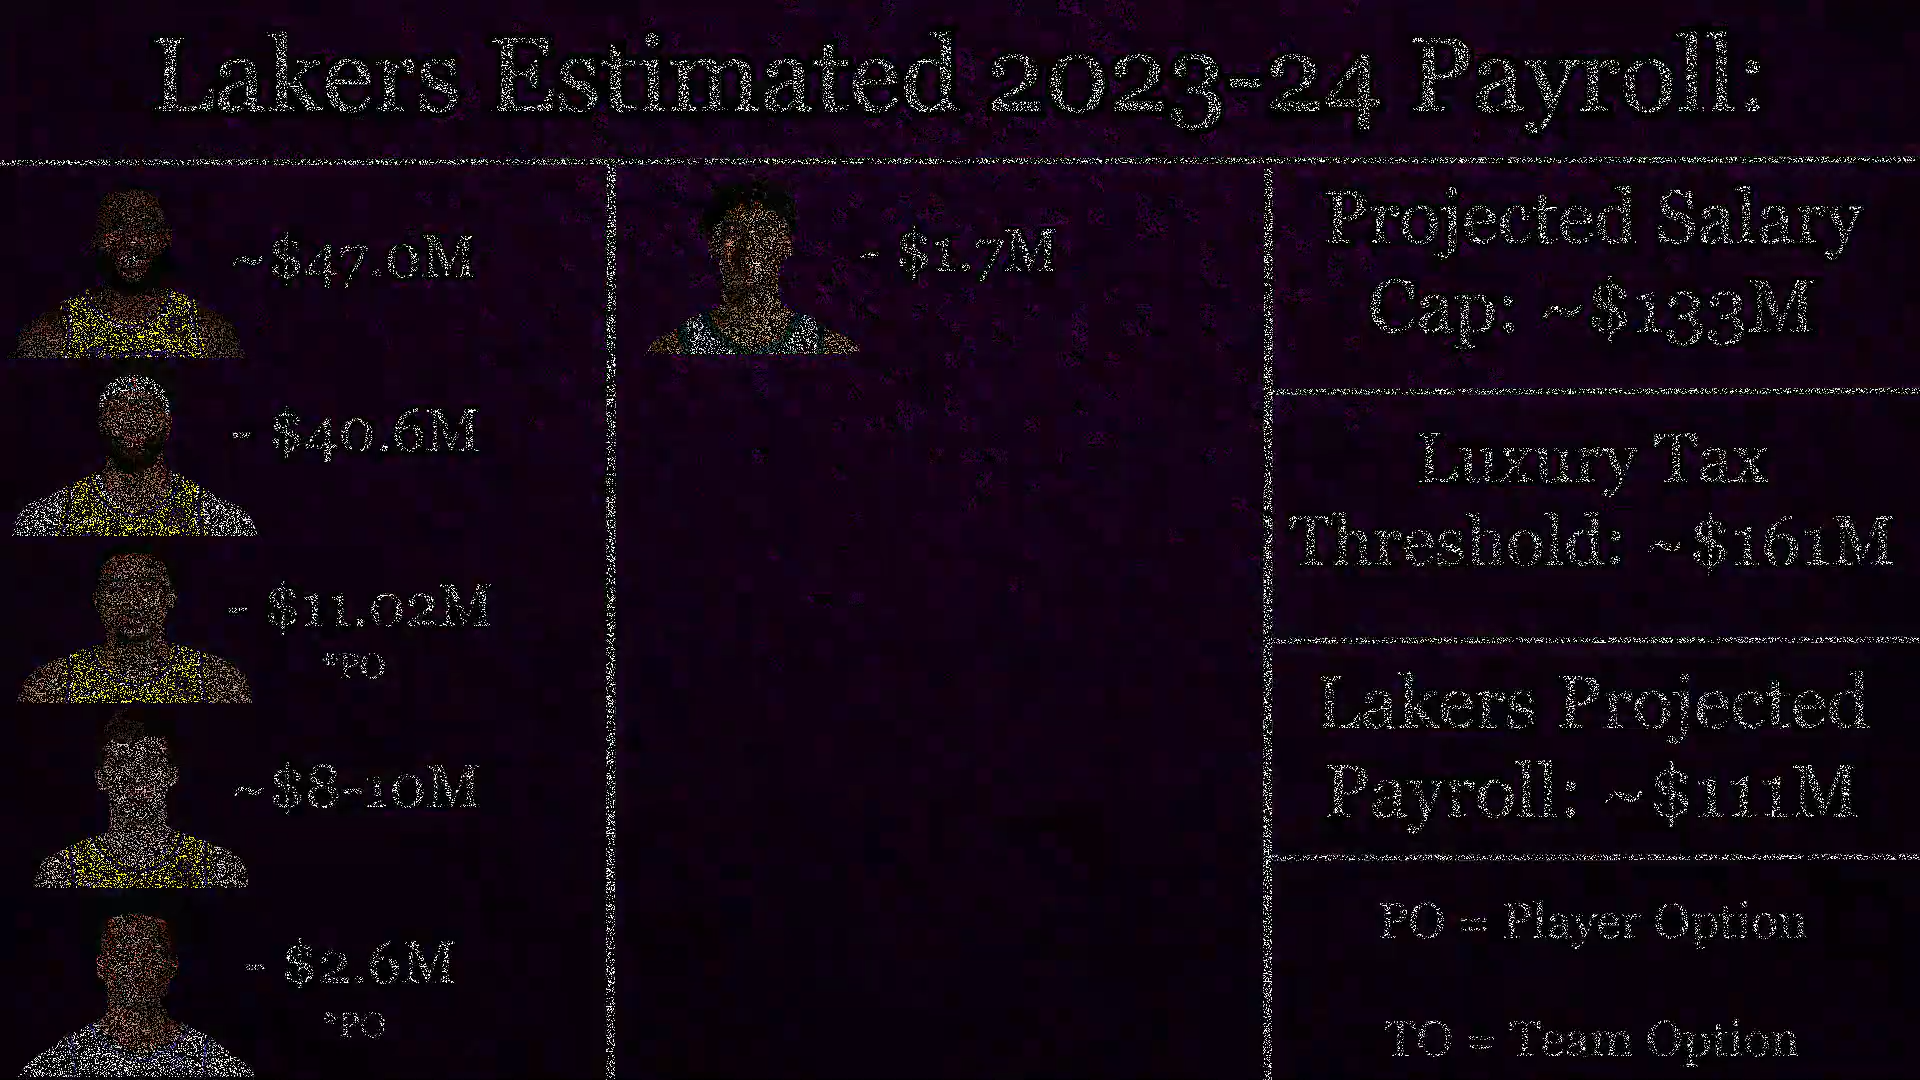 Lakers Estimated 2023-24 Payroll:
~$47.0M
- $40.6M
- $11.02M
*PO
~$8-10M
- $2.6M
*PO
- $1.7M
Projected Salary
Cap: ~$133M
Luxury Tax
Threshold: ~$161M
Lakers Projected
Payroll: ~$111M
PO = Player Option
TO = Team Option